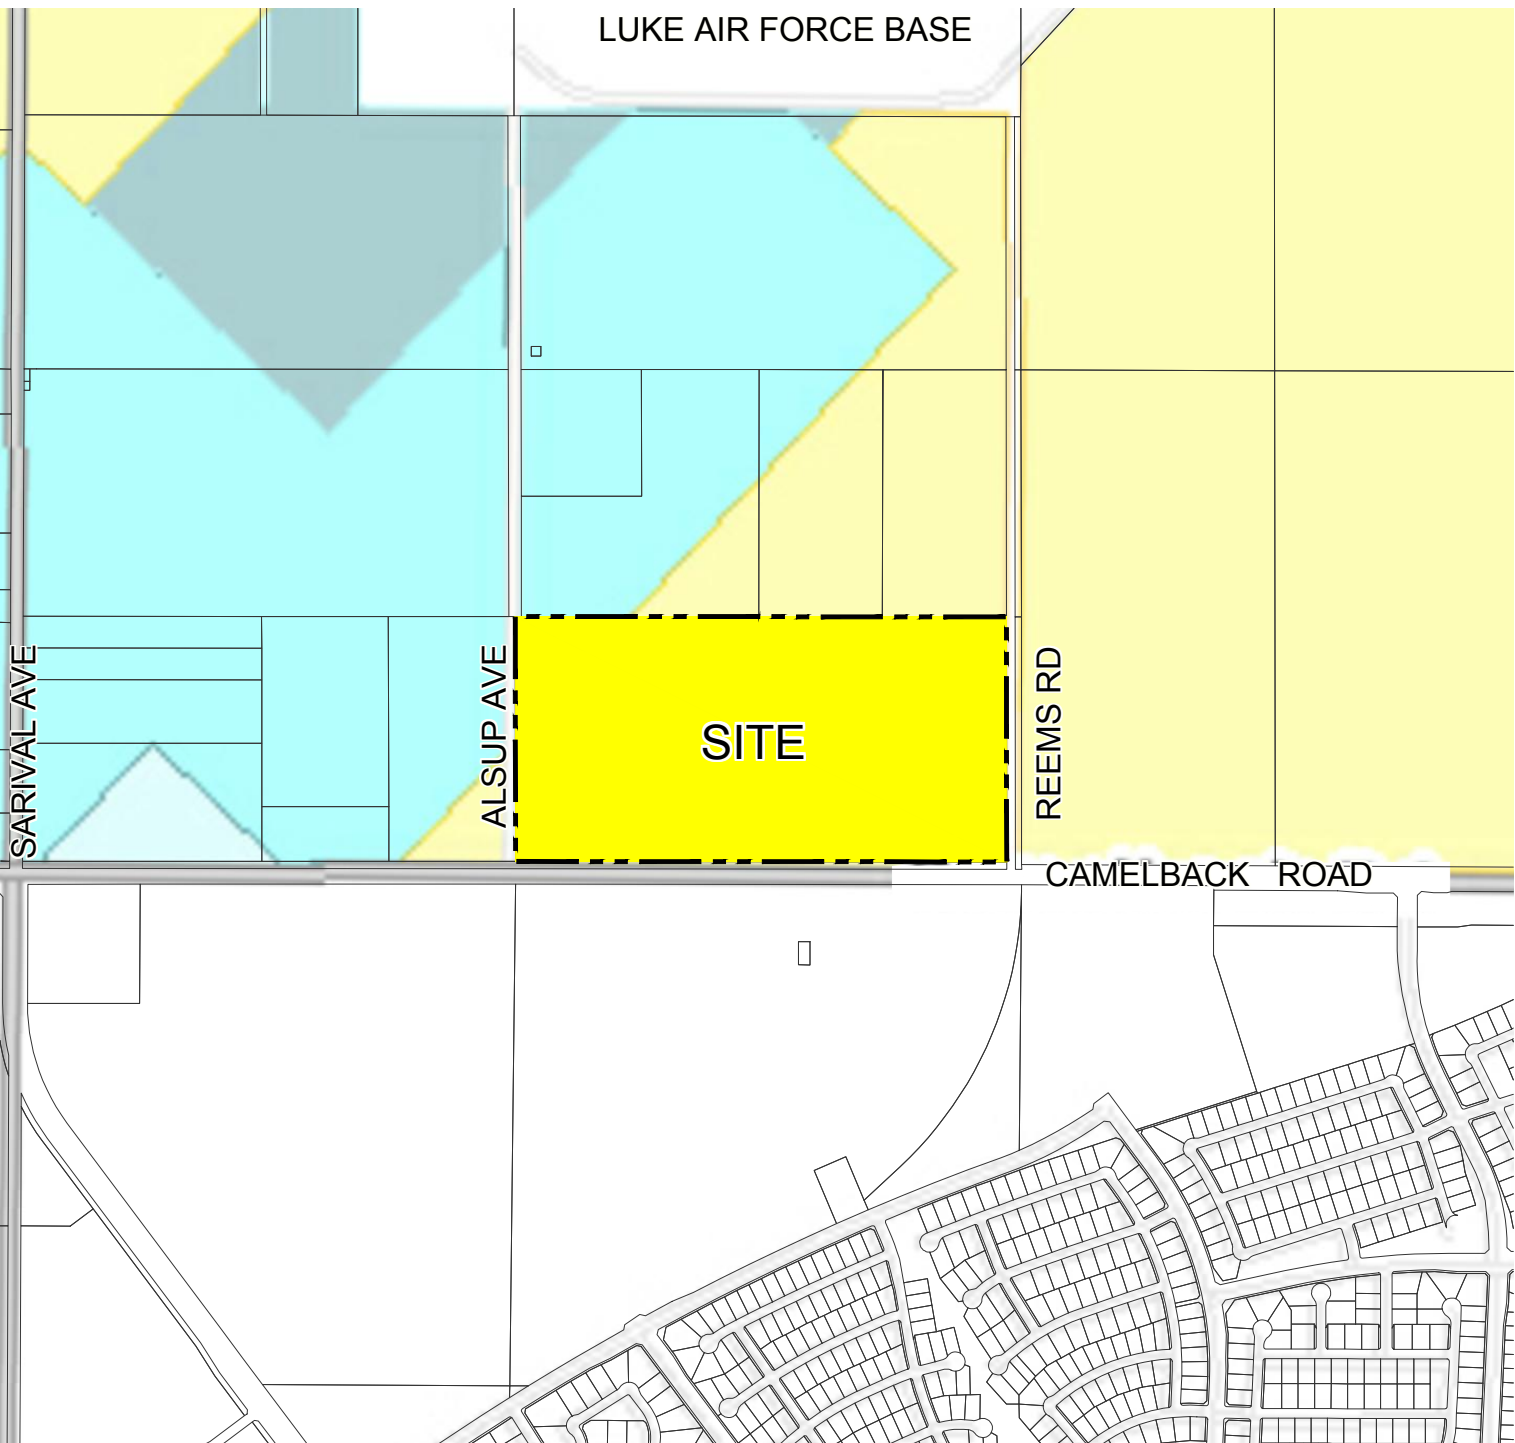 LUKE AIR FORCE BASE
SARIVAL AVE
ALSUP AVE
SITE
REEMS RD
CAMELBACK ROAD